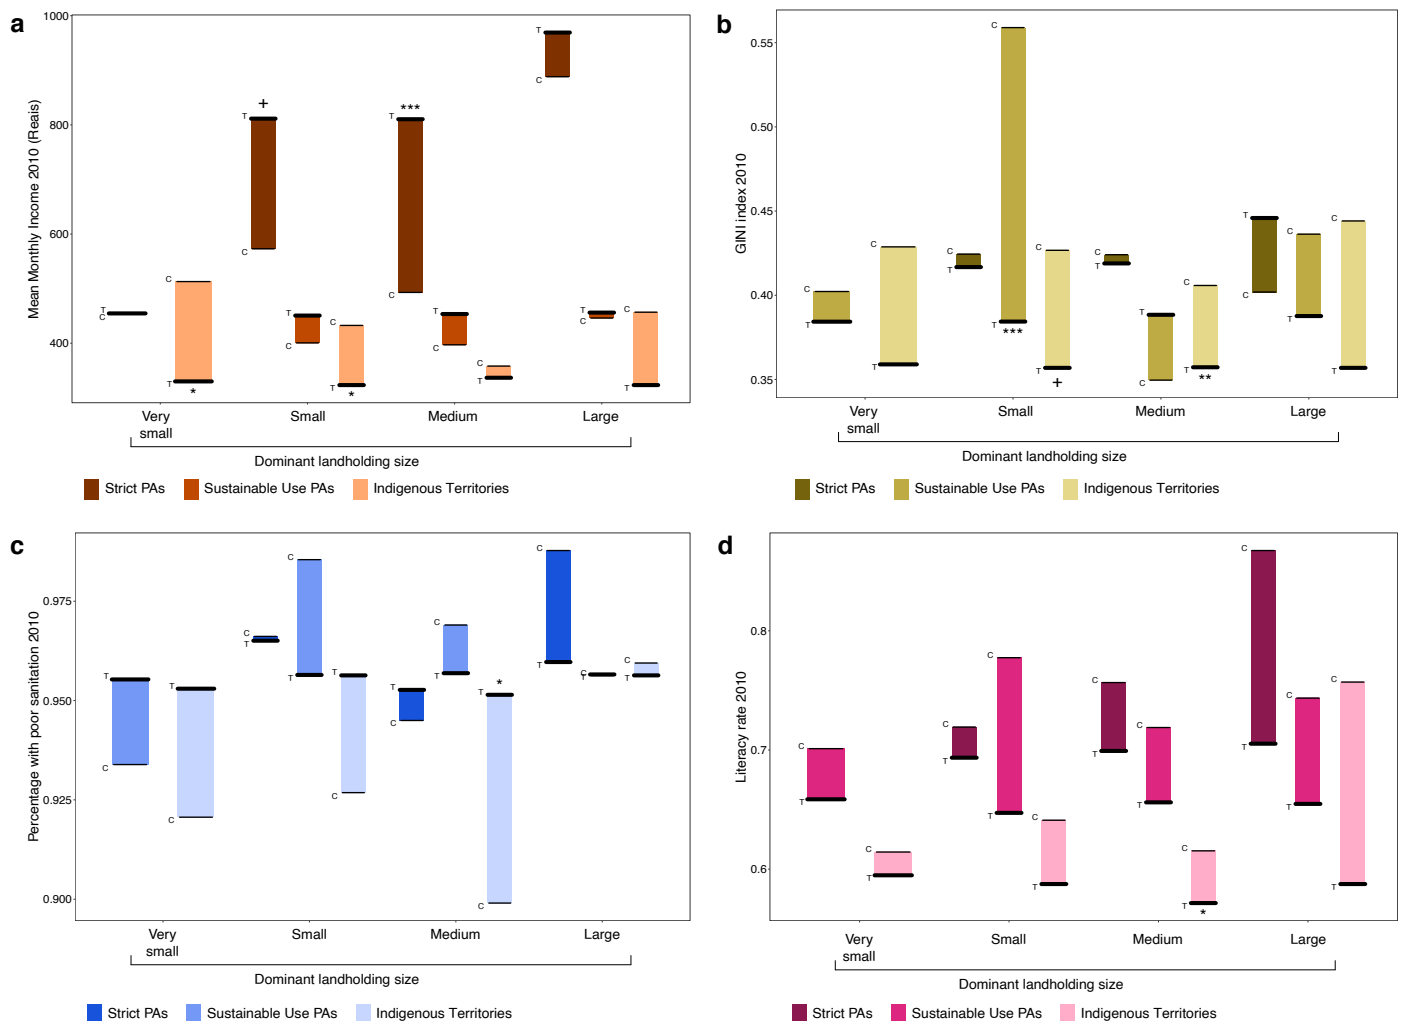 a
Mean Monthly Income 2010 (Reais)
1000
800
600
400
T
C
C
T
*
+
T
C
T
C
C
T
*
***
T
C
T
C
C
T
T
C
T
C
C
T
Very
small
Small
Medium
Large
Dominant landholding size
Strict PAs
Sustainable Use PAs
Indigenous Territories
b
GINI index 2010
0.55
0.50
0.45
0.40
0.35
C
T
C
T
C
T
C
T
***
C
T
+
C
T
T
C
C
T
**
T
C
C
T
C
T
Very
small
Small
Medium
Large
Dominant landholding size
Strict PAs
Sustainable Use PAs
Indigenous Territories
c
Percentage with poor sanitation 2010
0.975
0.950
0.925
0.900
T
C
T
C
C
T
C
T
T
C
T
C
C
T
*
T
C
C
T
C
T
C
T
Very
small
Small
Medium
Large
Dominant landholding size
Strict PAs
Sustainable Use PAs
Indigenous Territories
d
Literacy rate 2010
0.8
0.7
0.6
C
T
C
T
C
T
C
T
C
T
C
T
C
T
C
T
*
C
T
C
T
C
T
Very
small
Small
Medium
Large
Dominant landholding size
Strict PAs
Sustainable Use PAs
Indigenous Territories